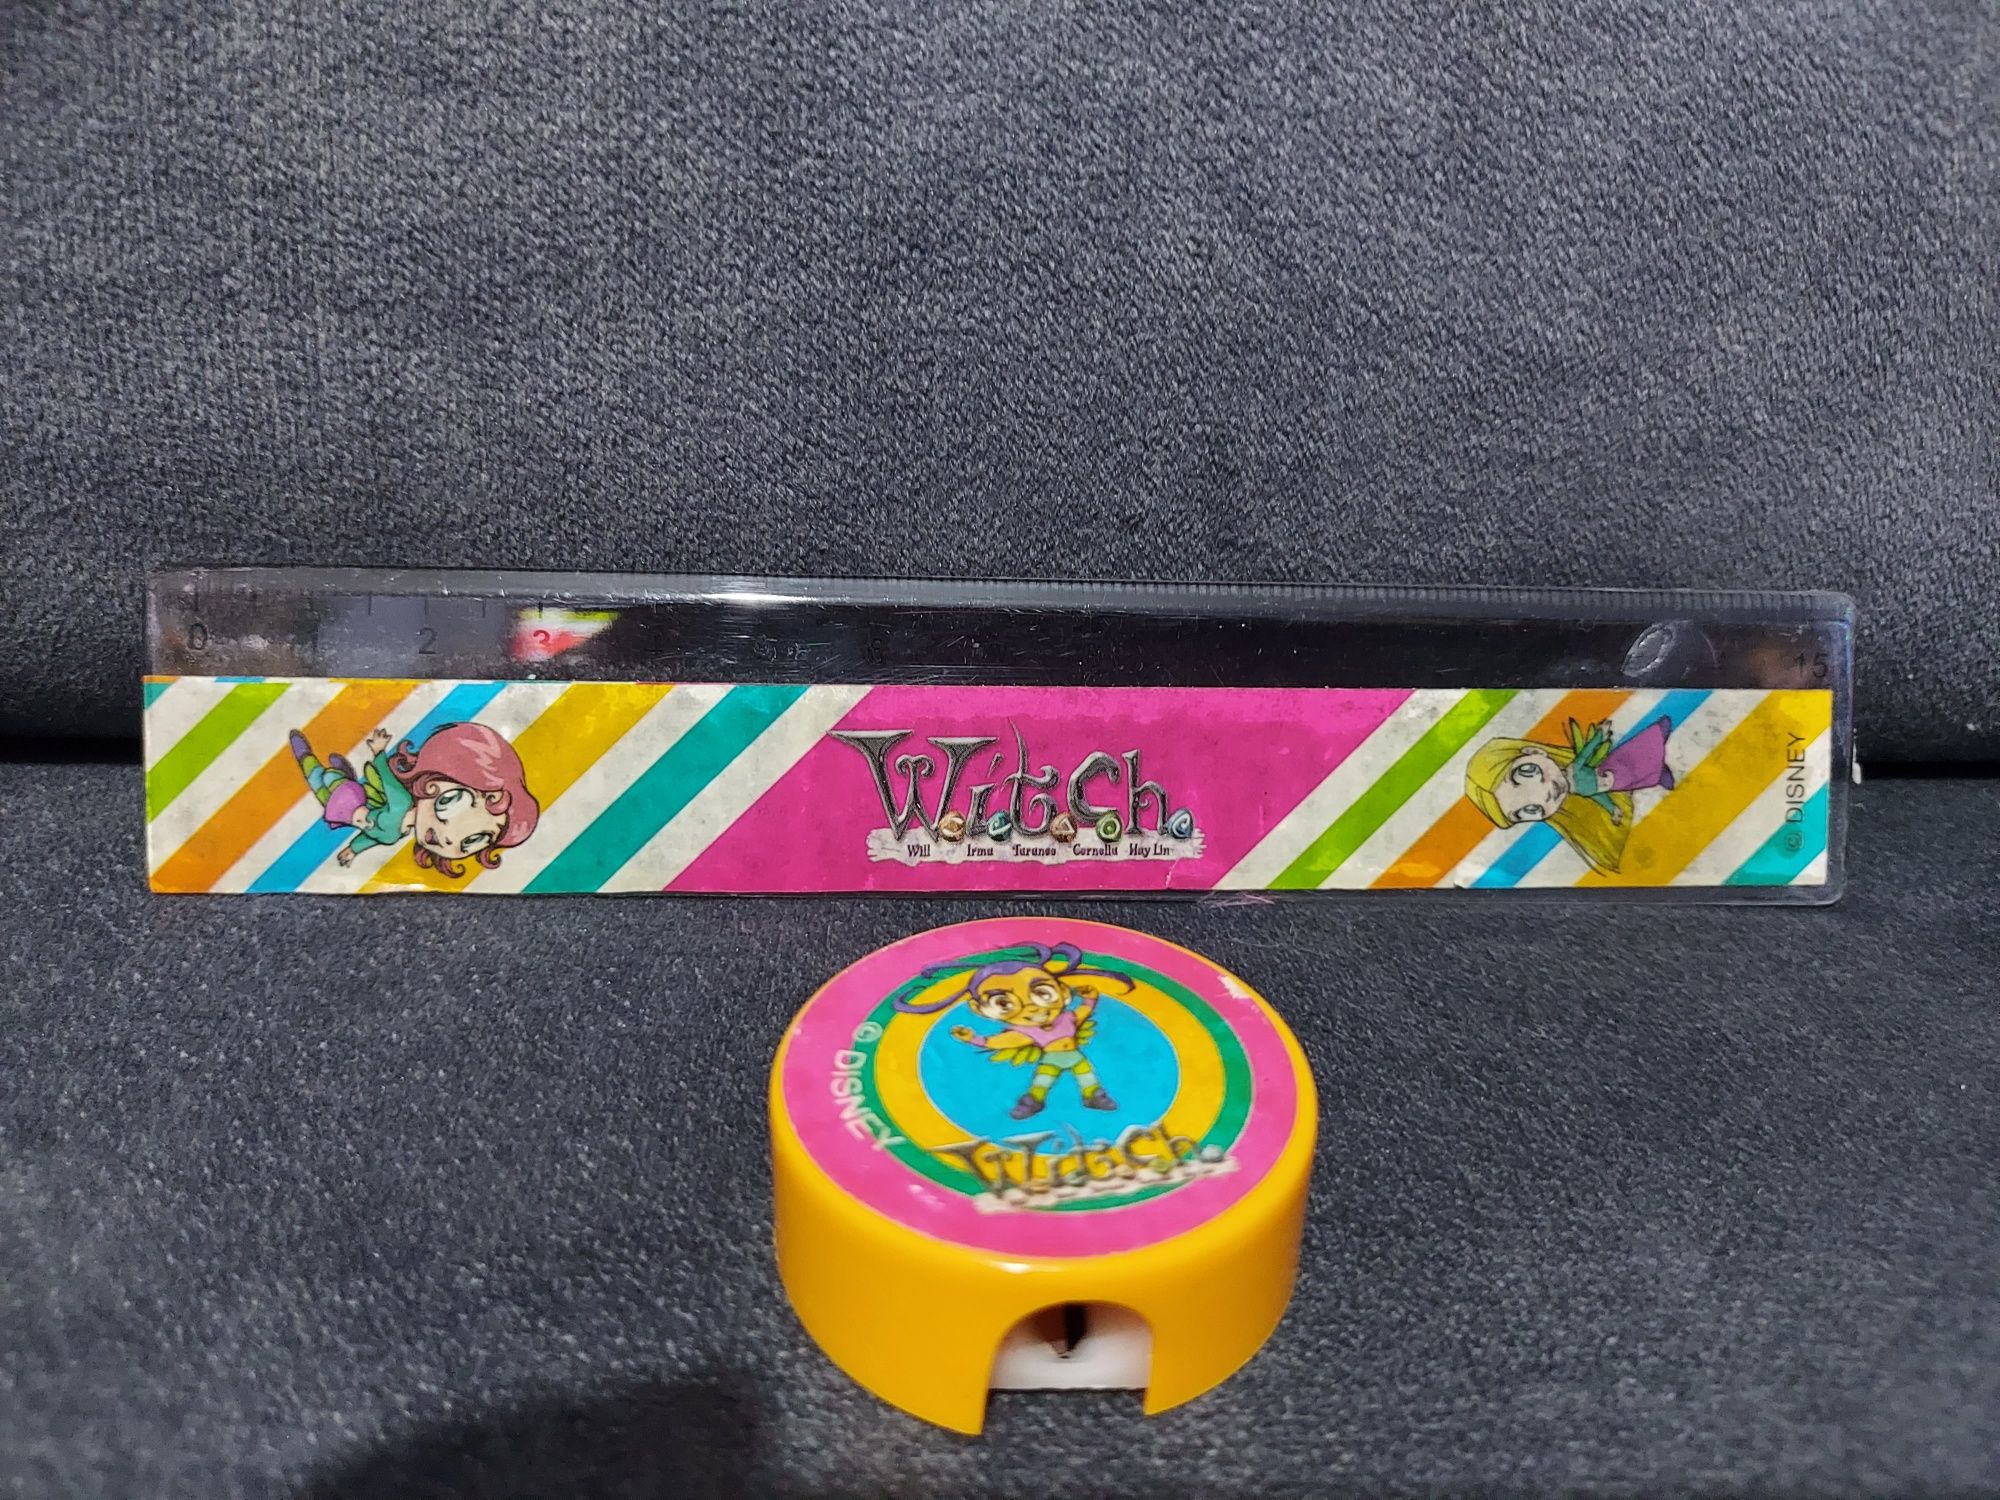 0 2 3 15
W.i.t.c.h.
Will Irma Taranee Cornelia Hay Lin
© DISNEY
© DISNEY
W.i.t.c.h.